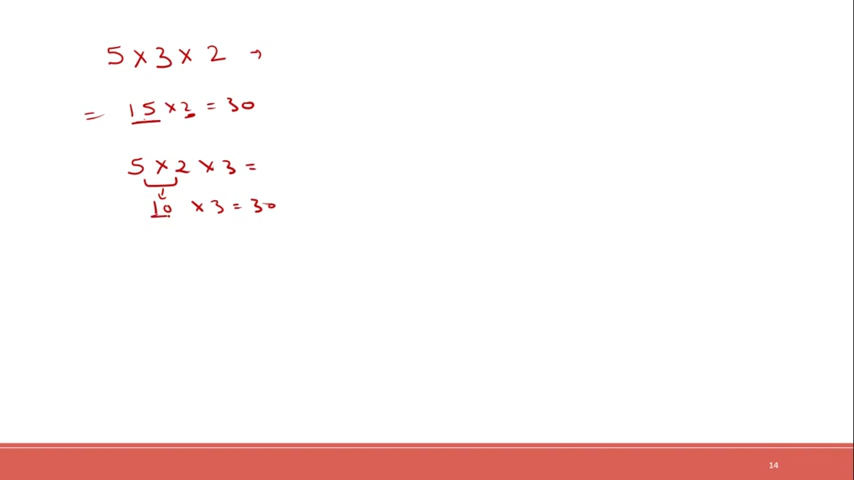 5 × 3 × 2 →
= 15 × 2 = 30
5 × 2 × 3 =
10 × 3 = 30
14